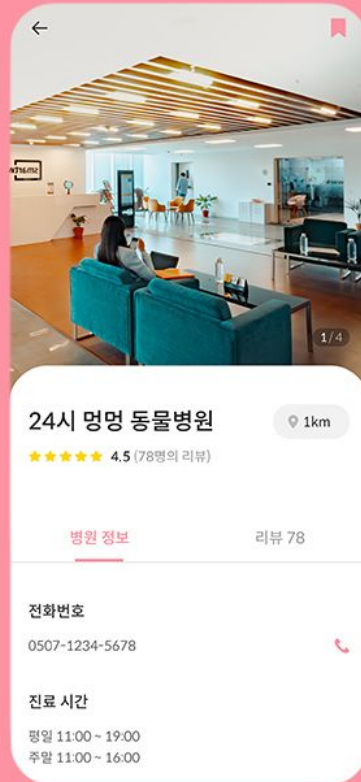 1/4
24시 멍멍 동물병원
1km
4.5 (78명의 리뷰)
병원 정보
리뷰 78
전화번호
0507-1234-5678
진료 시간
평일 11:00 ~ 19:00
주말 11:00 ~ 16:00